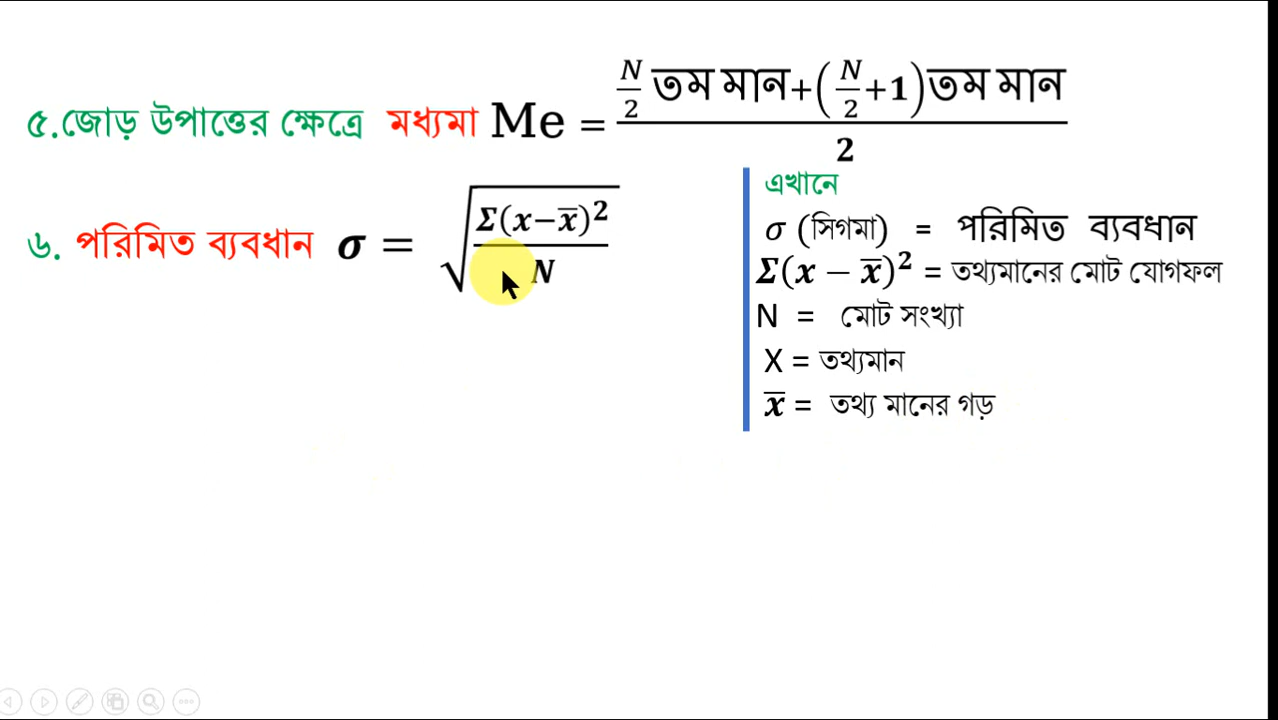 ৫.জোড় উপাত্তের ক্ষেত্রে মধ্যমা Me = (N/2 তম মান+(N/2+1)তম মান)/2
৬. পরিমিত ব্যবধান σ = √(Σ(x−x̅)²/N)
এখানে
σ (সিগমা) = পরিমিত ব্যবধান
Σ(x − x̅)² = তথ্যমানের মোট যোগফল
N = মোট সংখ্যা
X = তথ্যমান
x̅ = তথ্য মানের গড়